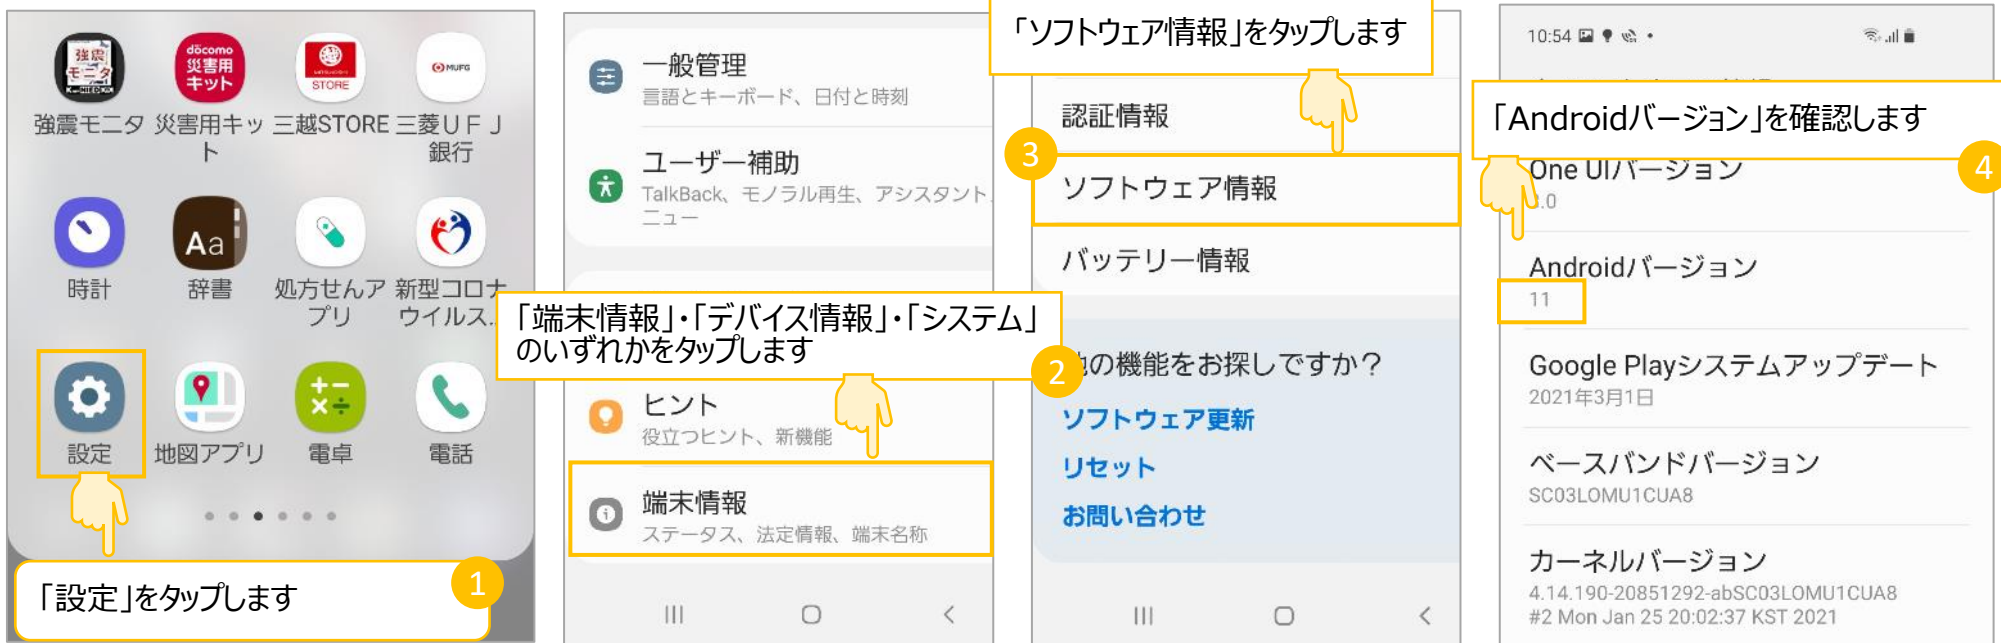 強震
モニタ
dōcomo
災害用
キット
STORE
MUFG
強震モニタ
災害用キッ
ト
三越STORE
三菱UFJ
銀行
Aa
時計
辞書
処方せんア
プリ
新型コロナ
ウイルス..
設定
地図アプリ
電卓
電話
「設定」をタップします
1
一般管理
言語とキーボード、日付と時刻
ユーザー補助
TalkBack、モノラル再生、アシスタント
ニュー
「端末情報」・「デバイス情報」・「システム」
のいずれかをタップします
2
ヒント
役立つヒント、新機能
端末情報
ステータス、法定情報、端末名称
「ソフトウェア情報」をタップします
認証情報
3
ソフトウェア情報
バッテリー情報
の機能をお探しですか？
ソフトウェア更新
リセット
お問い合わせ
10:54
「Androidバージョン」を確認します
4
One UIバージョン
.0
Androidバージョン
11
Google Playシステムアップデート
2021年3月1日
ベースバンドバージョン
SC03LOMU1CUA8
カーネルバージョン
4.14.190-20851292-abSC03LOMU1CUA8
#2 Mon Jan 25 20:02:37 KST 2021